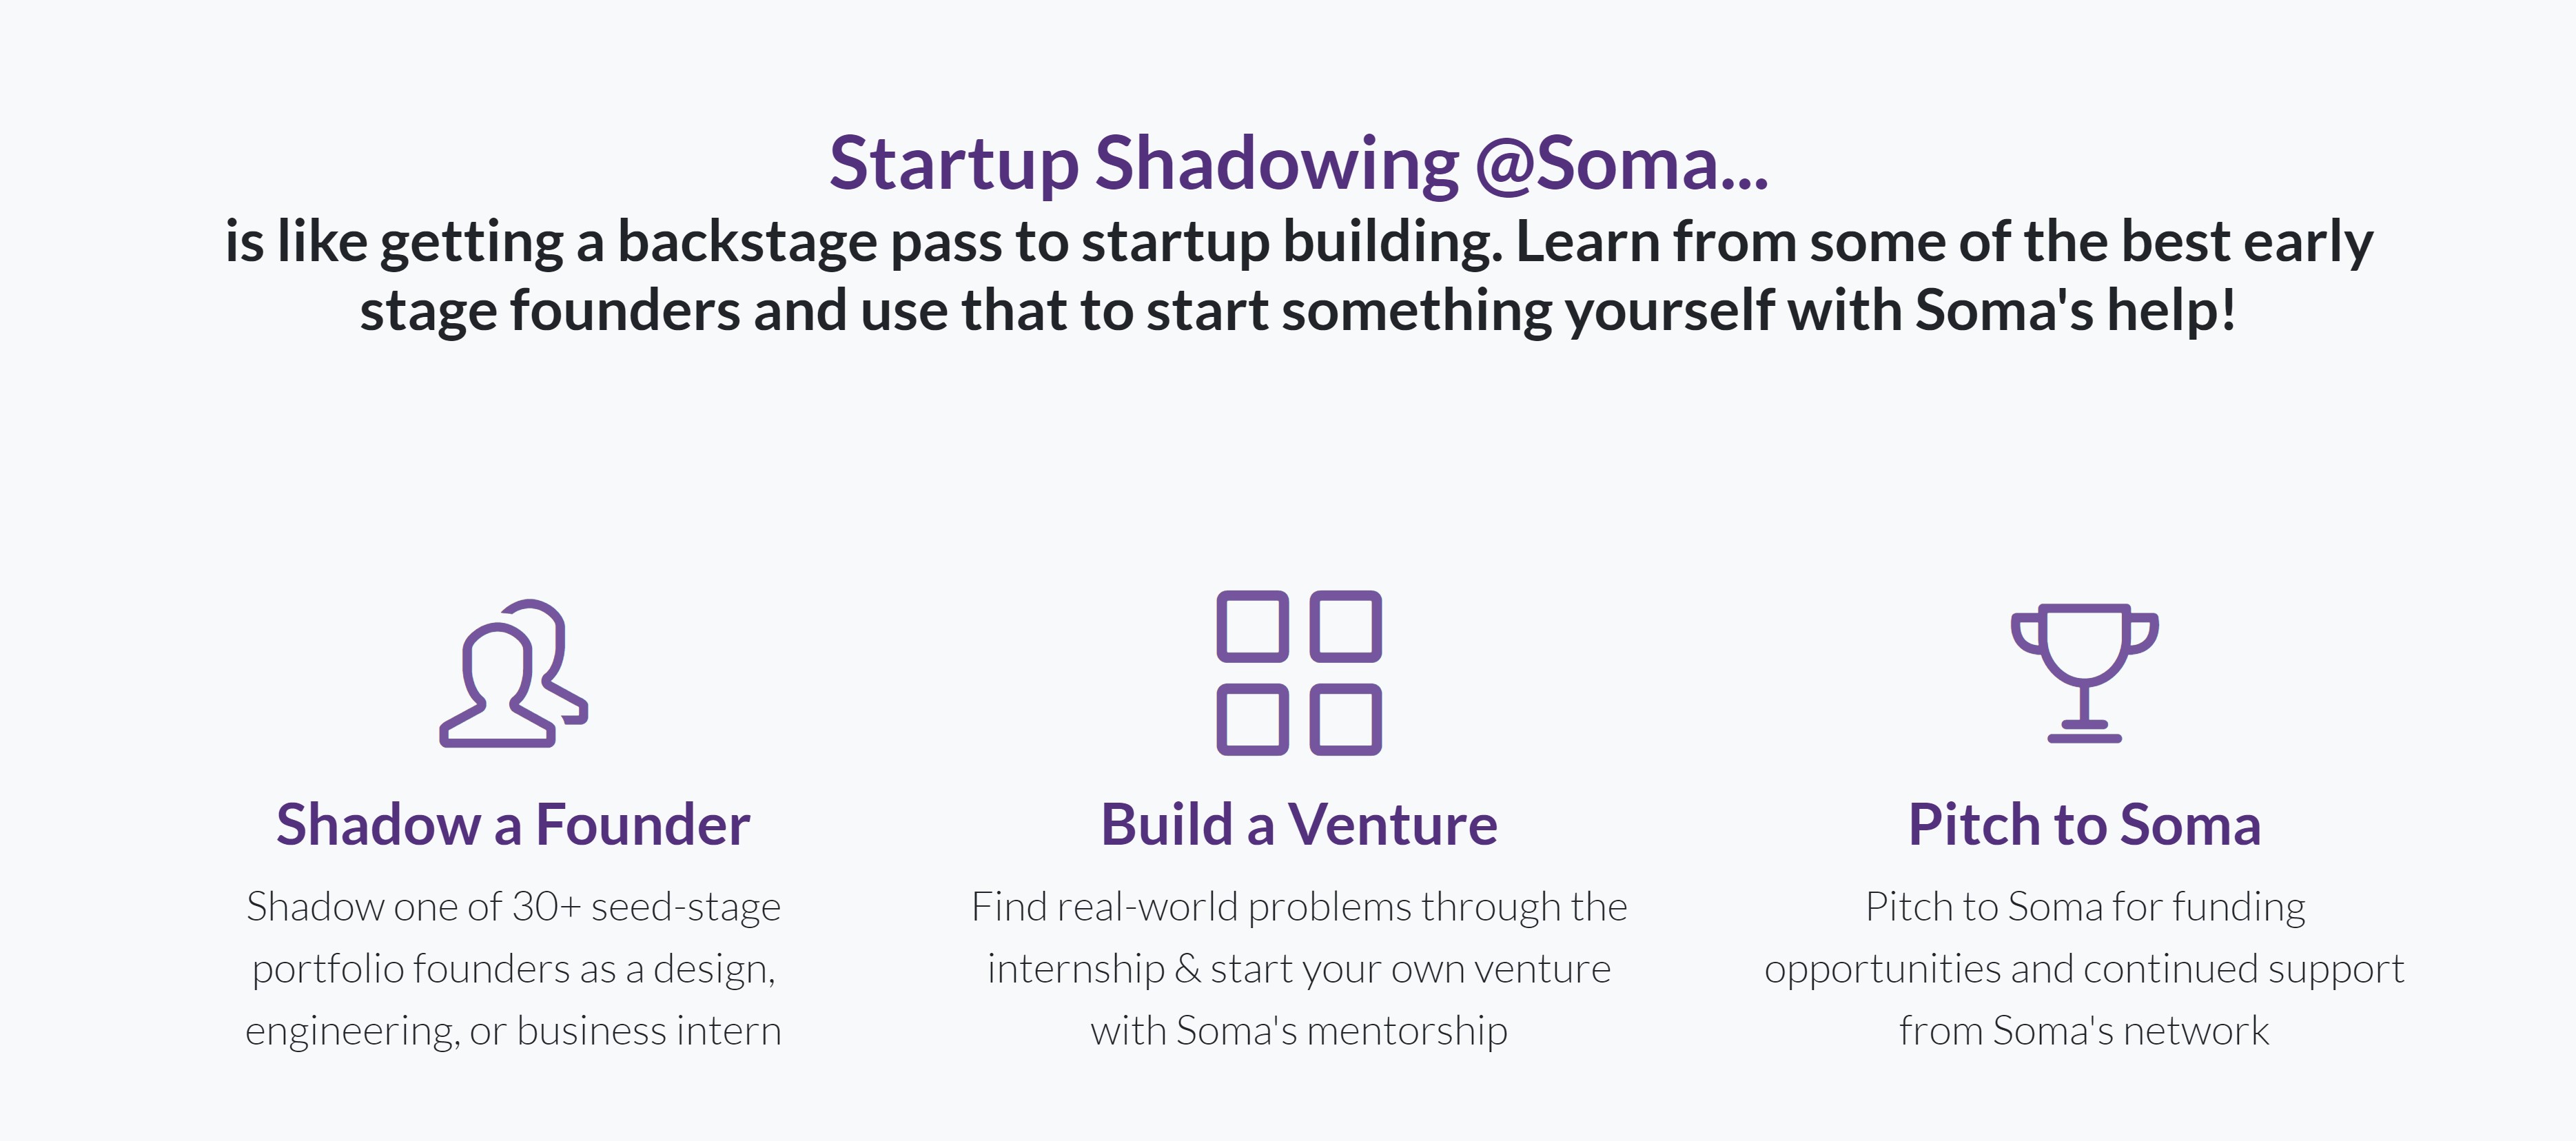 Startup Shadowing @Soma...
is like getting a backstage pass to startup building. Learn from some of the best early
stage founders and use that to start something yourself with Soma's help!
Shadow a Founder
Shadow one of 30+ seed-stage
portfolio founders as a design,
engineering, or business intern
Build a Venture
Find real-world problems through the
internship & start your own venture
with Soma's mentorship
Pitch to Soma
Pitch to Soma for funding
opportunities and continued support
from Soma's network